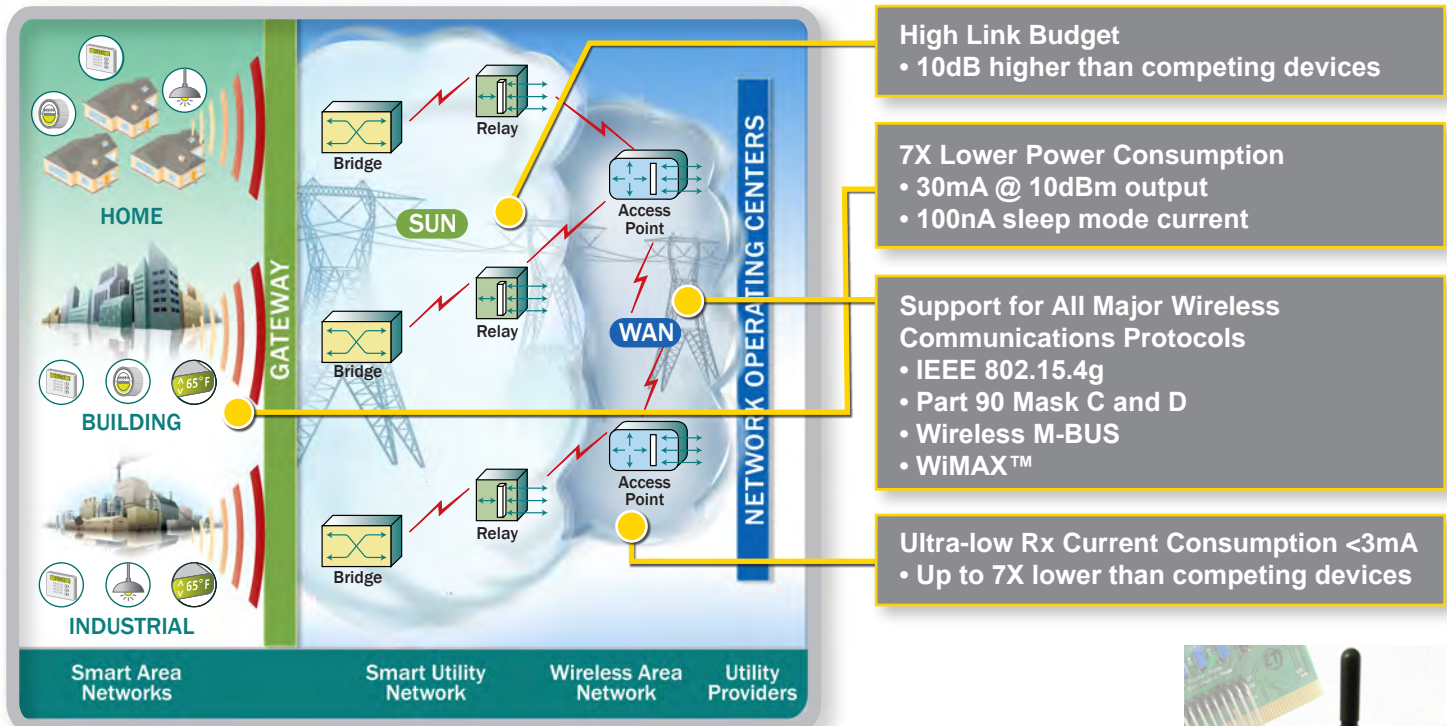 HOME
BUILDING
65°F
INDUSTRIAL
65°F
GATEWAY
Bridge
Relay
Access
Point
SUN
Bridge
Relay
WAN
Bridge
Relay
Access
Point
NETWORK OPERATING CENTERS
Smart Area
Networks
Smart Utility
Network
Wireless Area
Network
Utility
Providers
High Link Budget
• 10dB higher than competing devices
7X Lower Power Consumption
• 30mA @ 10dBm output
• 100nA sleep mode current
Support for All Major Wireless
Communications Protocols
• IEEE 802.15.4g
• Part 90 Mask C and D
• Wireless M-BUS
• WiMAX™
Ultra-low Rx Current Consumption <3mA
• Up to 7X lower than competing devices